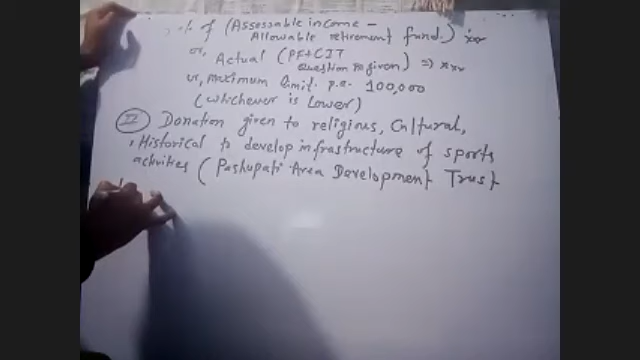 % of (Assessable income -
Allowable retirement fund.) xxx
or, Actual (PF+CIT
question given) => xxx
or, maximum limit. p.a. 100,000
(whichever is Lower)
II Donation given to religious, Cultural,
Historical to develop infrastructure of sports
activities (Pashupati Area Development Trust